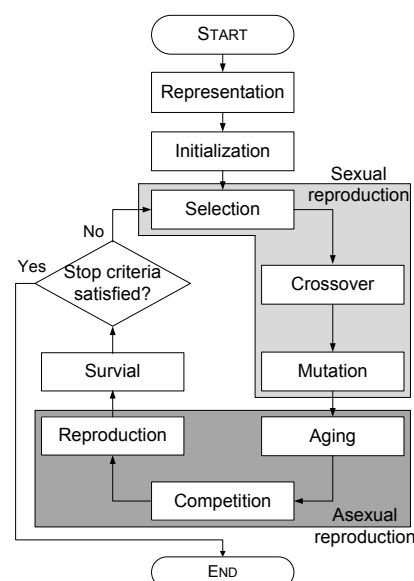 START
Representation
Initialization
Sexual
reproduction
Selection
No
Yes
Stop criteria
satisfied?
Crossover
Survial
Mutation
Reproduction
Aging
Competition
Asexual
reproduction
END